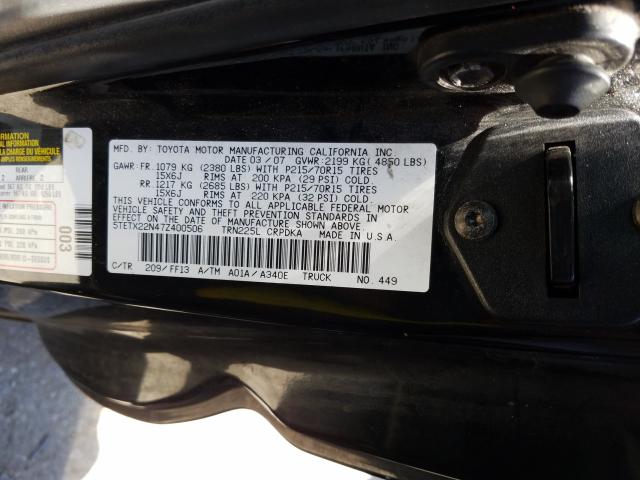 MFD. BY: TOYOTA MOTOR MANUFACTURING CALIFORNIA INC.
DATE 03/07 GVWR: 2199 KG( 4850 LBS)
GAWR: FR. 1079 KG (2380 LBS) WITH P215/70R15 TIRES
15X6J RIMS AT 200 KPA (29 PSI) COLD
RR. 1217 KG (2685 LBS) WITH P215/70R15 TIRES
15X6J RIMS AT 220 KPA (32 PSI) COLD
THIS VEHICLE CONFORMS TO ALL APPLICABLE FEDERAL MOTOR
VEHICLE SAFETY AND THEFT PREVENTION STANDARDS IN
EFFECT ON THE DATE OF MANUFACTURE SHOWN ABOVE.
5TETX22N47Z400506 TRN225L CRPDKA MADE IN U.S.A.
C/TR 209/FF13 A/TM A01A/A340E TRUCK NO. 449
INFORMATION
REAR
ARRIERE
003